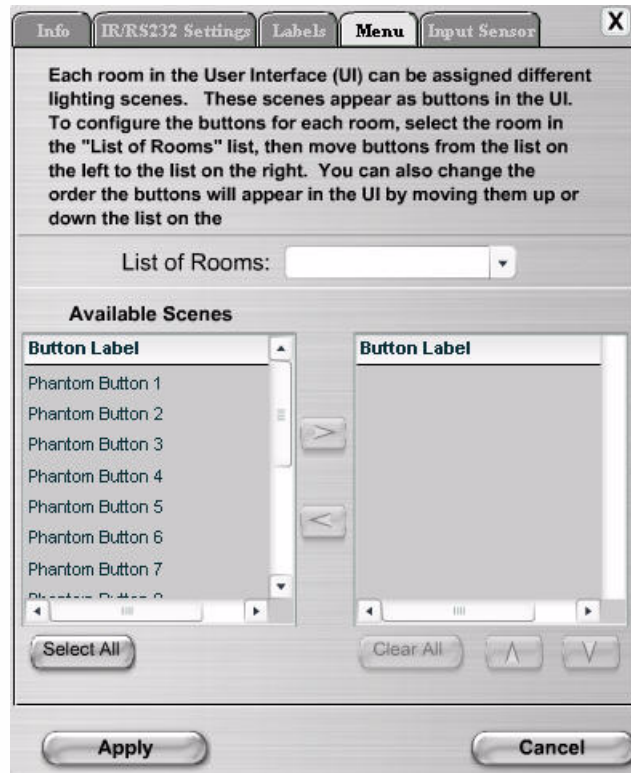 Info IR/RS232 Settings Labels Menu Input Sensor X
Each room in the User Interface (UI) can be assigned different
lighting scenes. These scenes appear as buttons in the UI.
To configure the buttons for each room, select the room in
the "List of Rooms" list, then move buttons from the list on
the left to the list on the right. You can also change the
order the buttons will appear in the UI by moving them up or
down the list on the
List of Rooms:
Available Scenes
Button Label
Phantom Button 1
Phantom Button 2
Phantom Button 3
Phantom Button 4
Phantom Button 5
Phantom Button 6
Phantom Button 7
Button Label
Select All
Clear All
Apply
Cancel